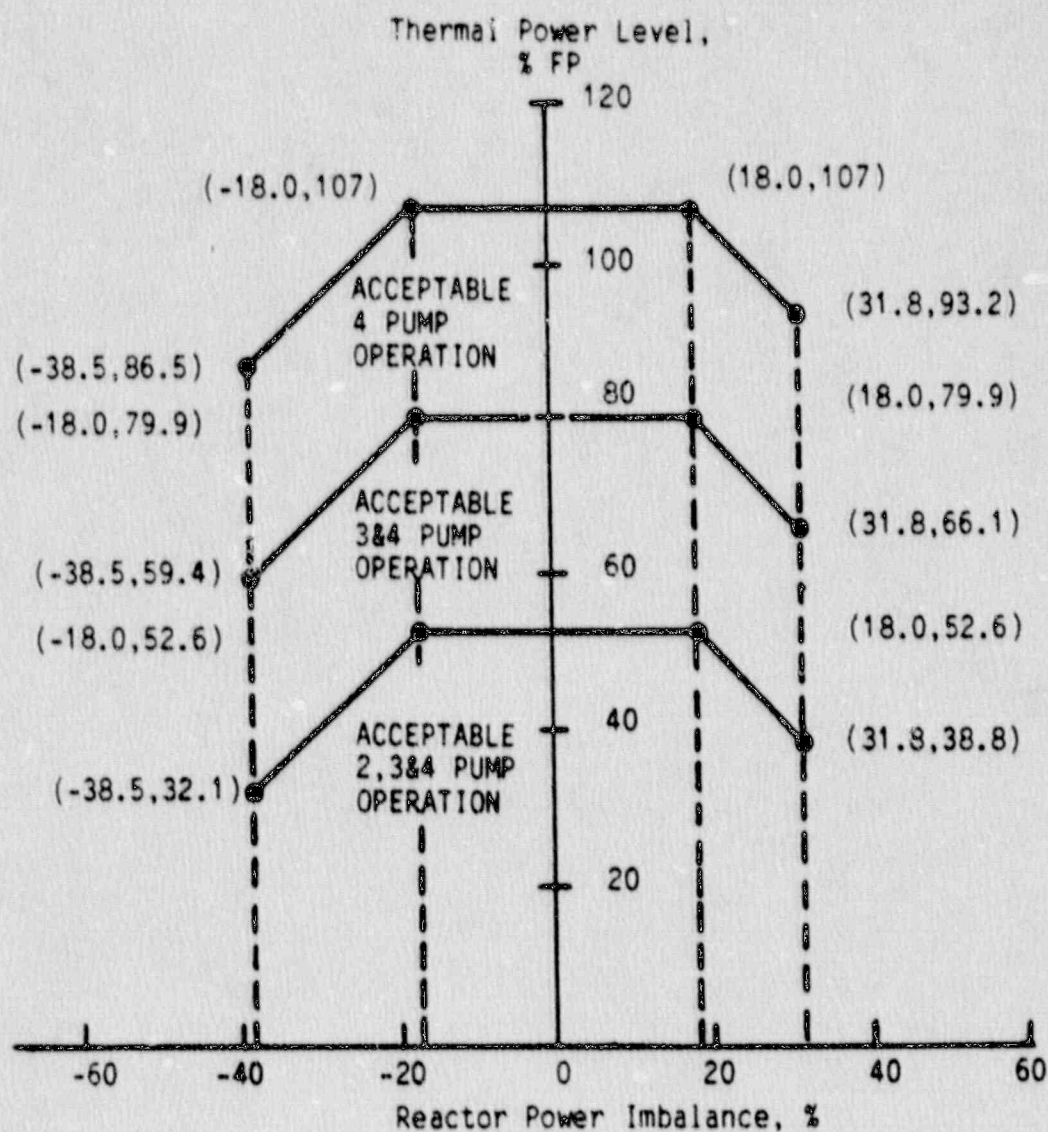 Thermal Power Level,
% FP
120
(-18.0,107)
(18.0,107)
100
ACCEPTABLE
4 PUMP
OPERATION
(31.8,93.2)
(-38.5,86.5)
80
(18.0,79.9)
(-18.0,79.9)
ACCEPTABLE
3&4 PUMP
OPERATION
(31.8,66.1)
(-38.5,59.4)
60
(-18.0,52.6)
(18.0,52.6)
40
ACCEPTABLE
2,3&4 PUMP
OPERATION
(31.8,38.8)
(-38.5,32.1)
20
-60 -40 -20 0 20 40 60
Reactor Power Imbalance, %